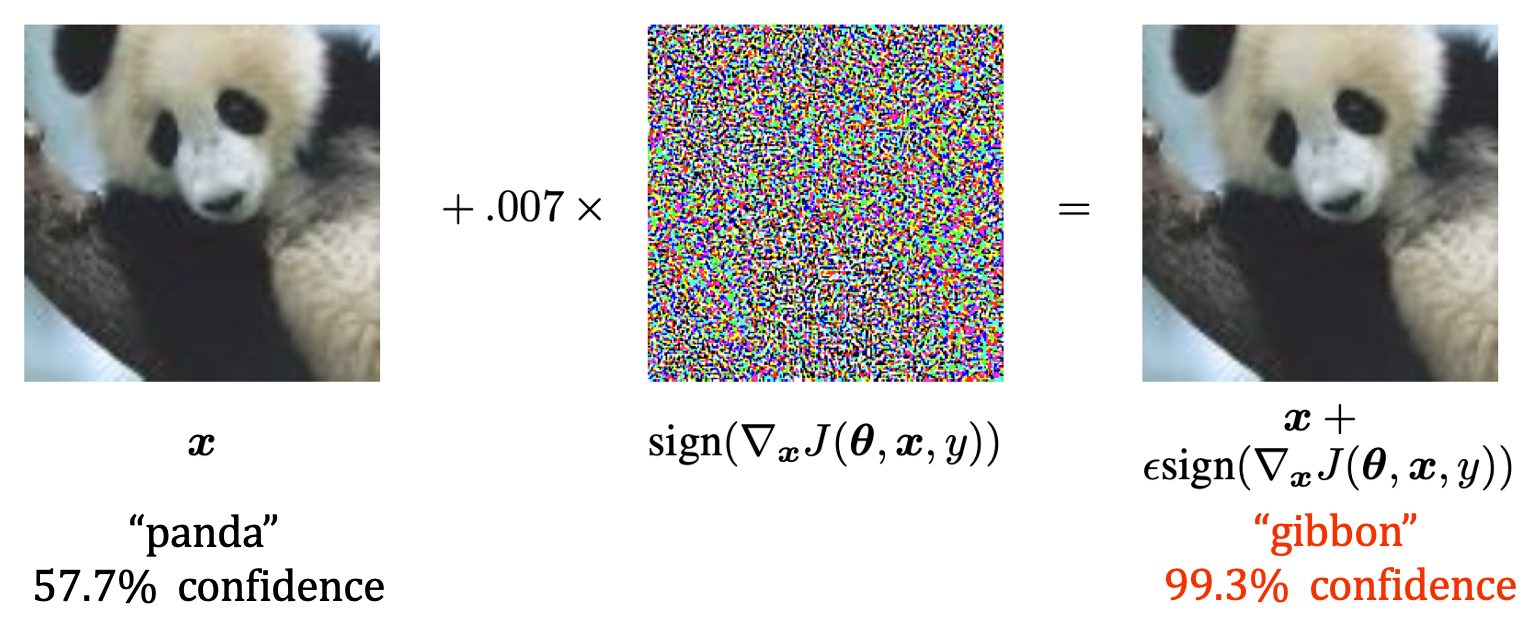 + .007 ×
=
x
sign(∇ₓJ(θ, x, y))
x +
ϵsign(∇ₓJ(θ, x, y))
“panda”
57.7% confidence
“gibbon”
99.3% confidence